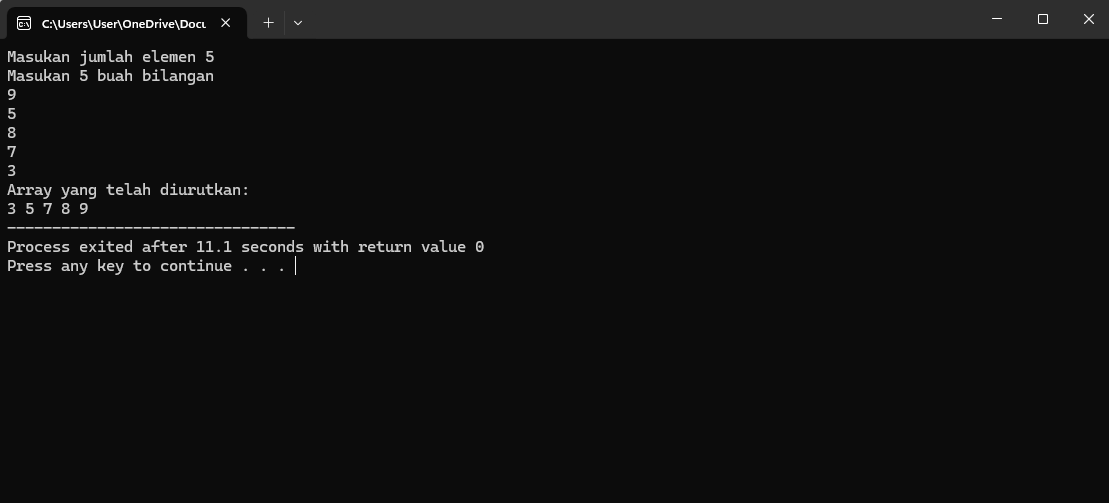 C:\Users\User\OneDrive\Docu
Masukan jumlah elemen 5
Masukan 5 buah bilangan
9
5
8
7
3
Array yang telah diurutkan:
3 5 7 8 9
--------------------------------
Process exited after 11.1 seconds with return value 0
Press any key to continue . . .